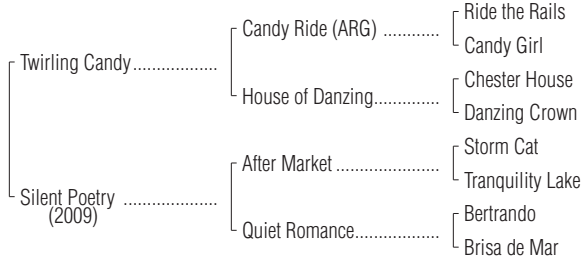 Ride the Rails
Candy Ride (ARG) ............
Candy Girl
Twirling Candy..................
Chester House
House of Danzing..............
Danzing Crown
Storm Cat
After Market ......................
Tranquility Lake
Silent Poetry ....................
(2009)
Bertrando
Quiet Romance..................
Brisa de Mar